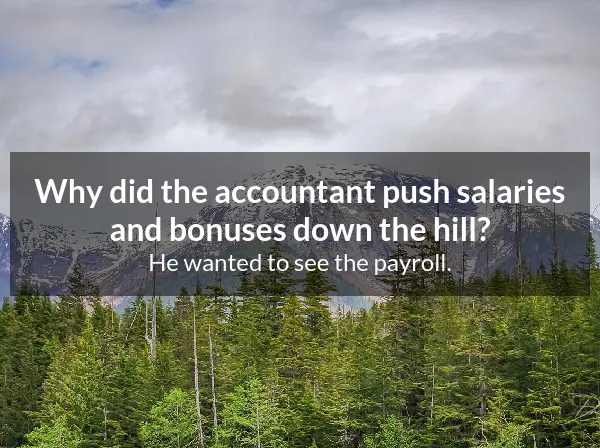 Why did the accountant push salaries
and bonuses down the hill?
He wanted to see the payroll.